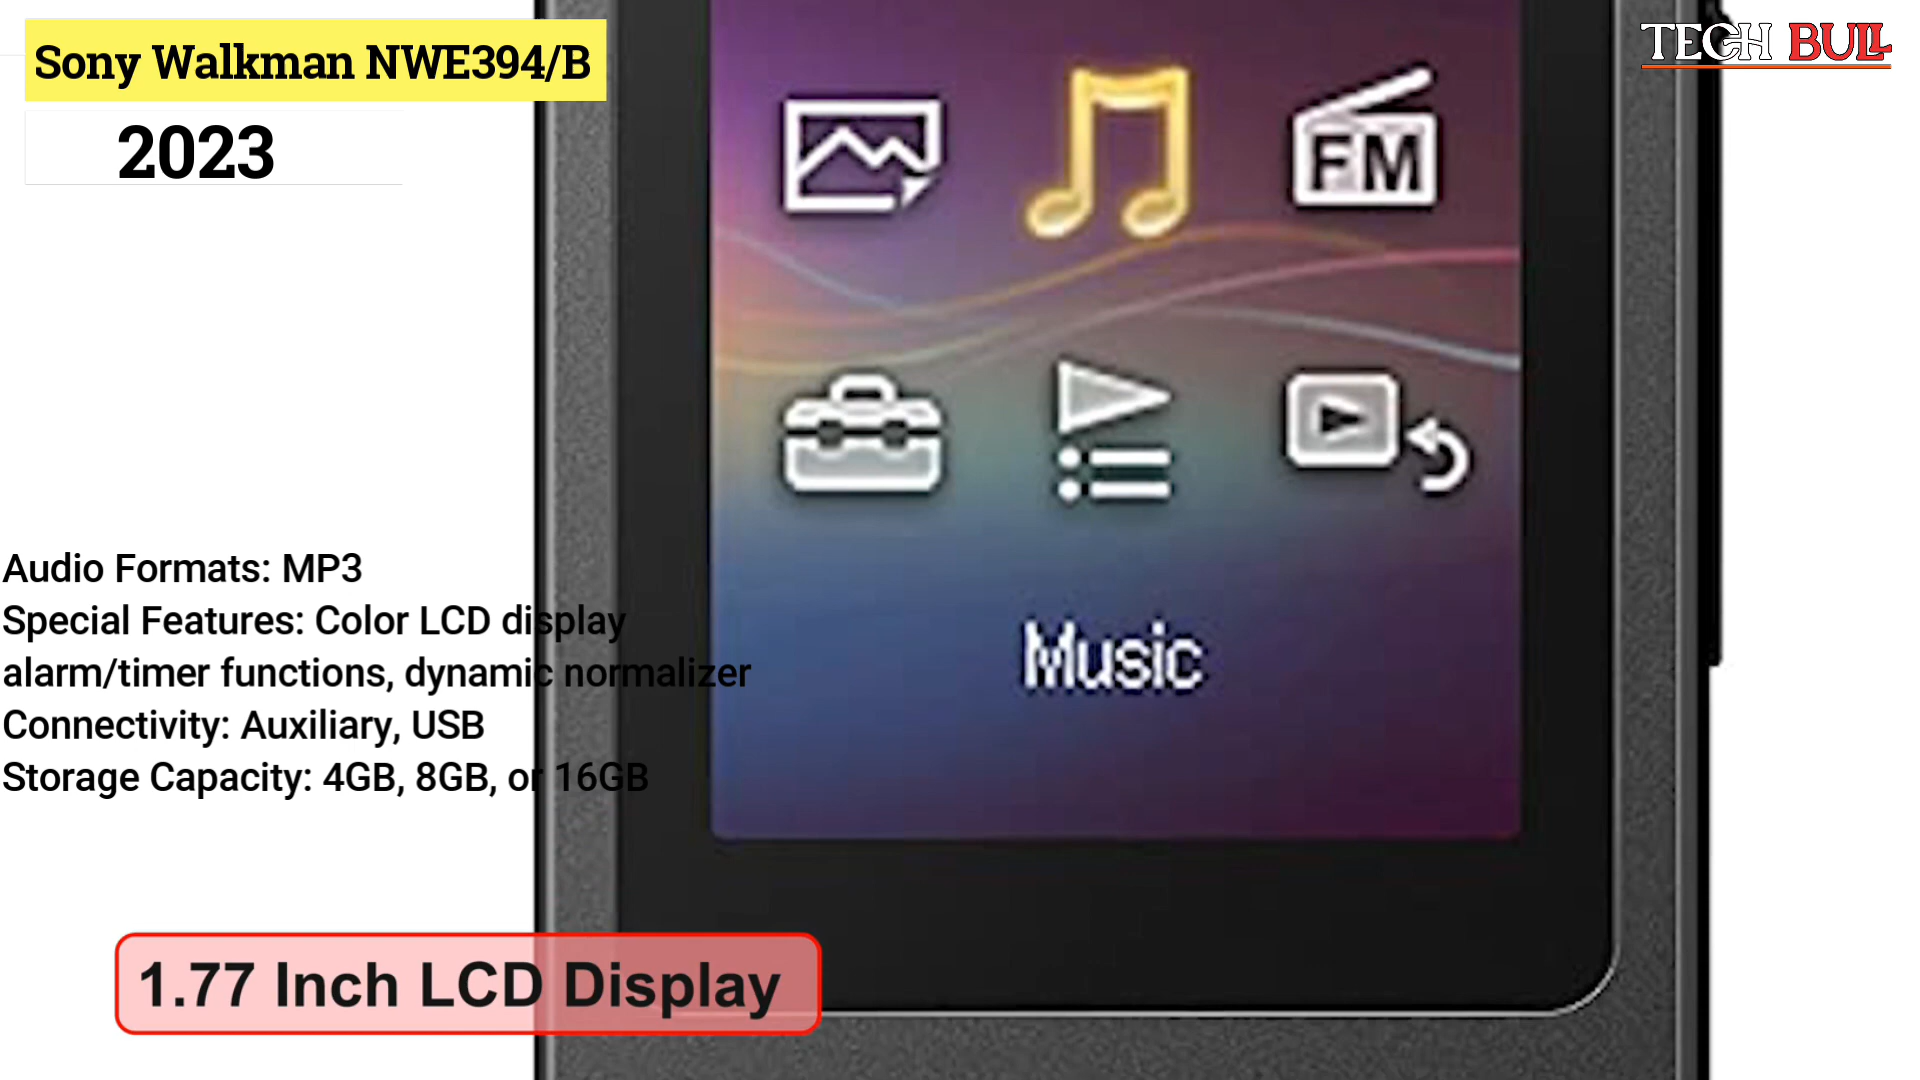 Sony Walkman NWE394/B
TECH BULL
2023
FM
Audio Formats: MP3
Special Features: Color LCD display
alarm/timer functions, dynamic normalizer
Connectivity: Auxiliary, USB
Storage Capacity: 4GB, 8GB, or 16GB
Music
1.77 Inch LCD Display